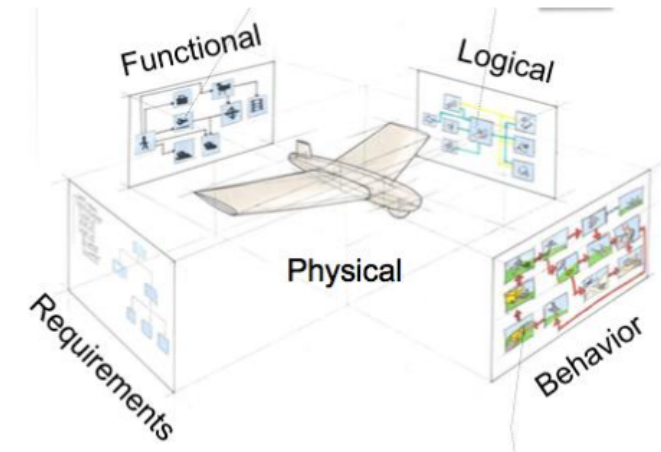 Functional
Logical
Physical
Requirements
Behavior